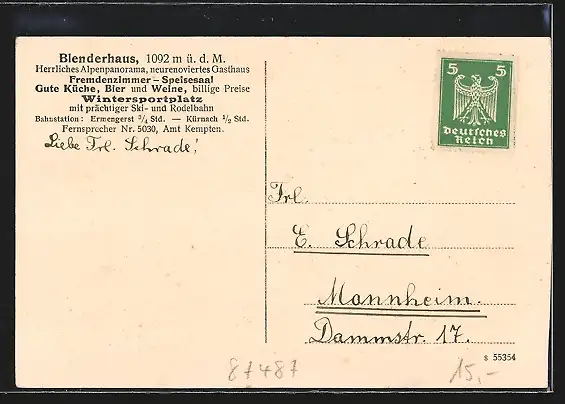 Blenderhaus, 1092 m ü. d. M.
Herrliches Alpenpanorama, neurenoviertes Gasthaus
Fremdenzimmer – Speisesaal
Gute Küche, Bier und Weine, billige Preise
Wintersportplatz
mit prächtiger Ski- und Rodelbahn
Bahnstation: Ermengerst ¾ Std. — Kürnach ½ Std.
Fernsprecher Nr. 5030, Amt Kempten.
Liebe Frl. Schrade!
5 5
Deutsches
Reich
Frl.
E. Schrade
Mannheim.
Dammstr. 17.
S 55354
87487
15,-